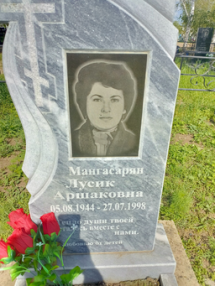 Мангасарян
Лусик
Аршаковна
05.08.1944 - 27.07.1998
души твоей
вместе с
нами.